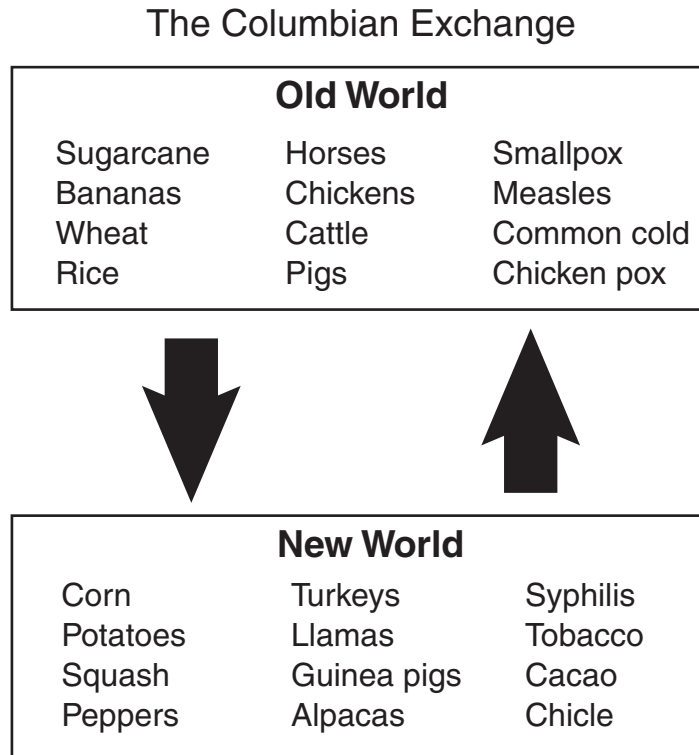 The Columbian Exchange
Old World
Sugarcane Horses Smallpox
Bananas Chickens Measles
Wheat Cattle Common cold
Rice Pigs Chicken pox
New World
Corn Turkeys Syphilis
Potatoes Llamas Tobacco
Squash Guinea pigs Cacao
Peppers Alpacas Chicle